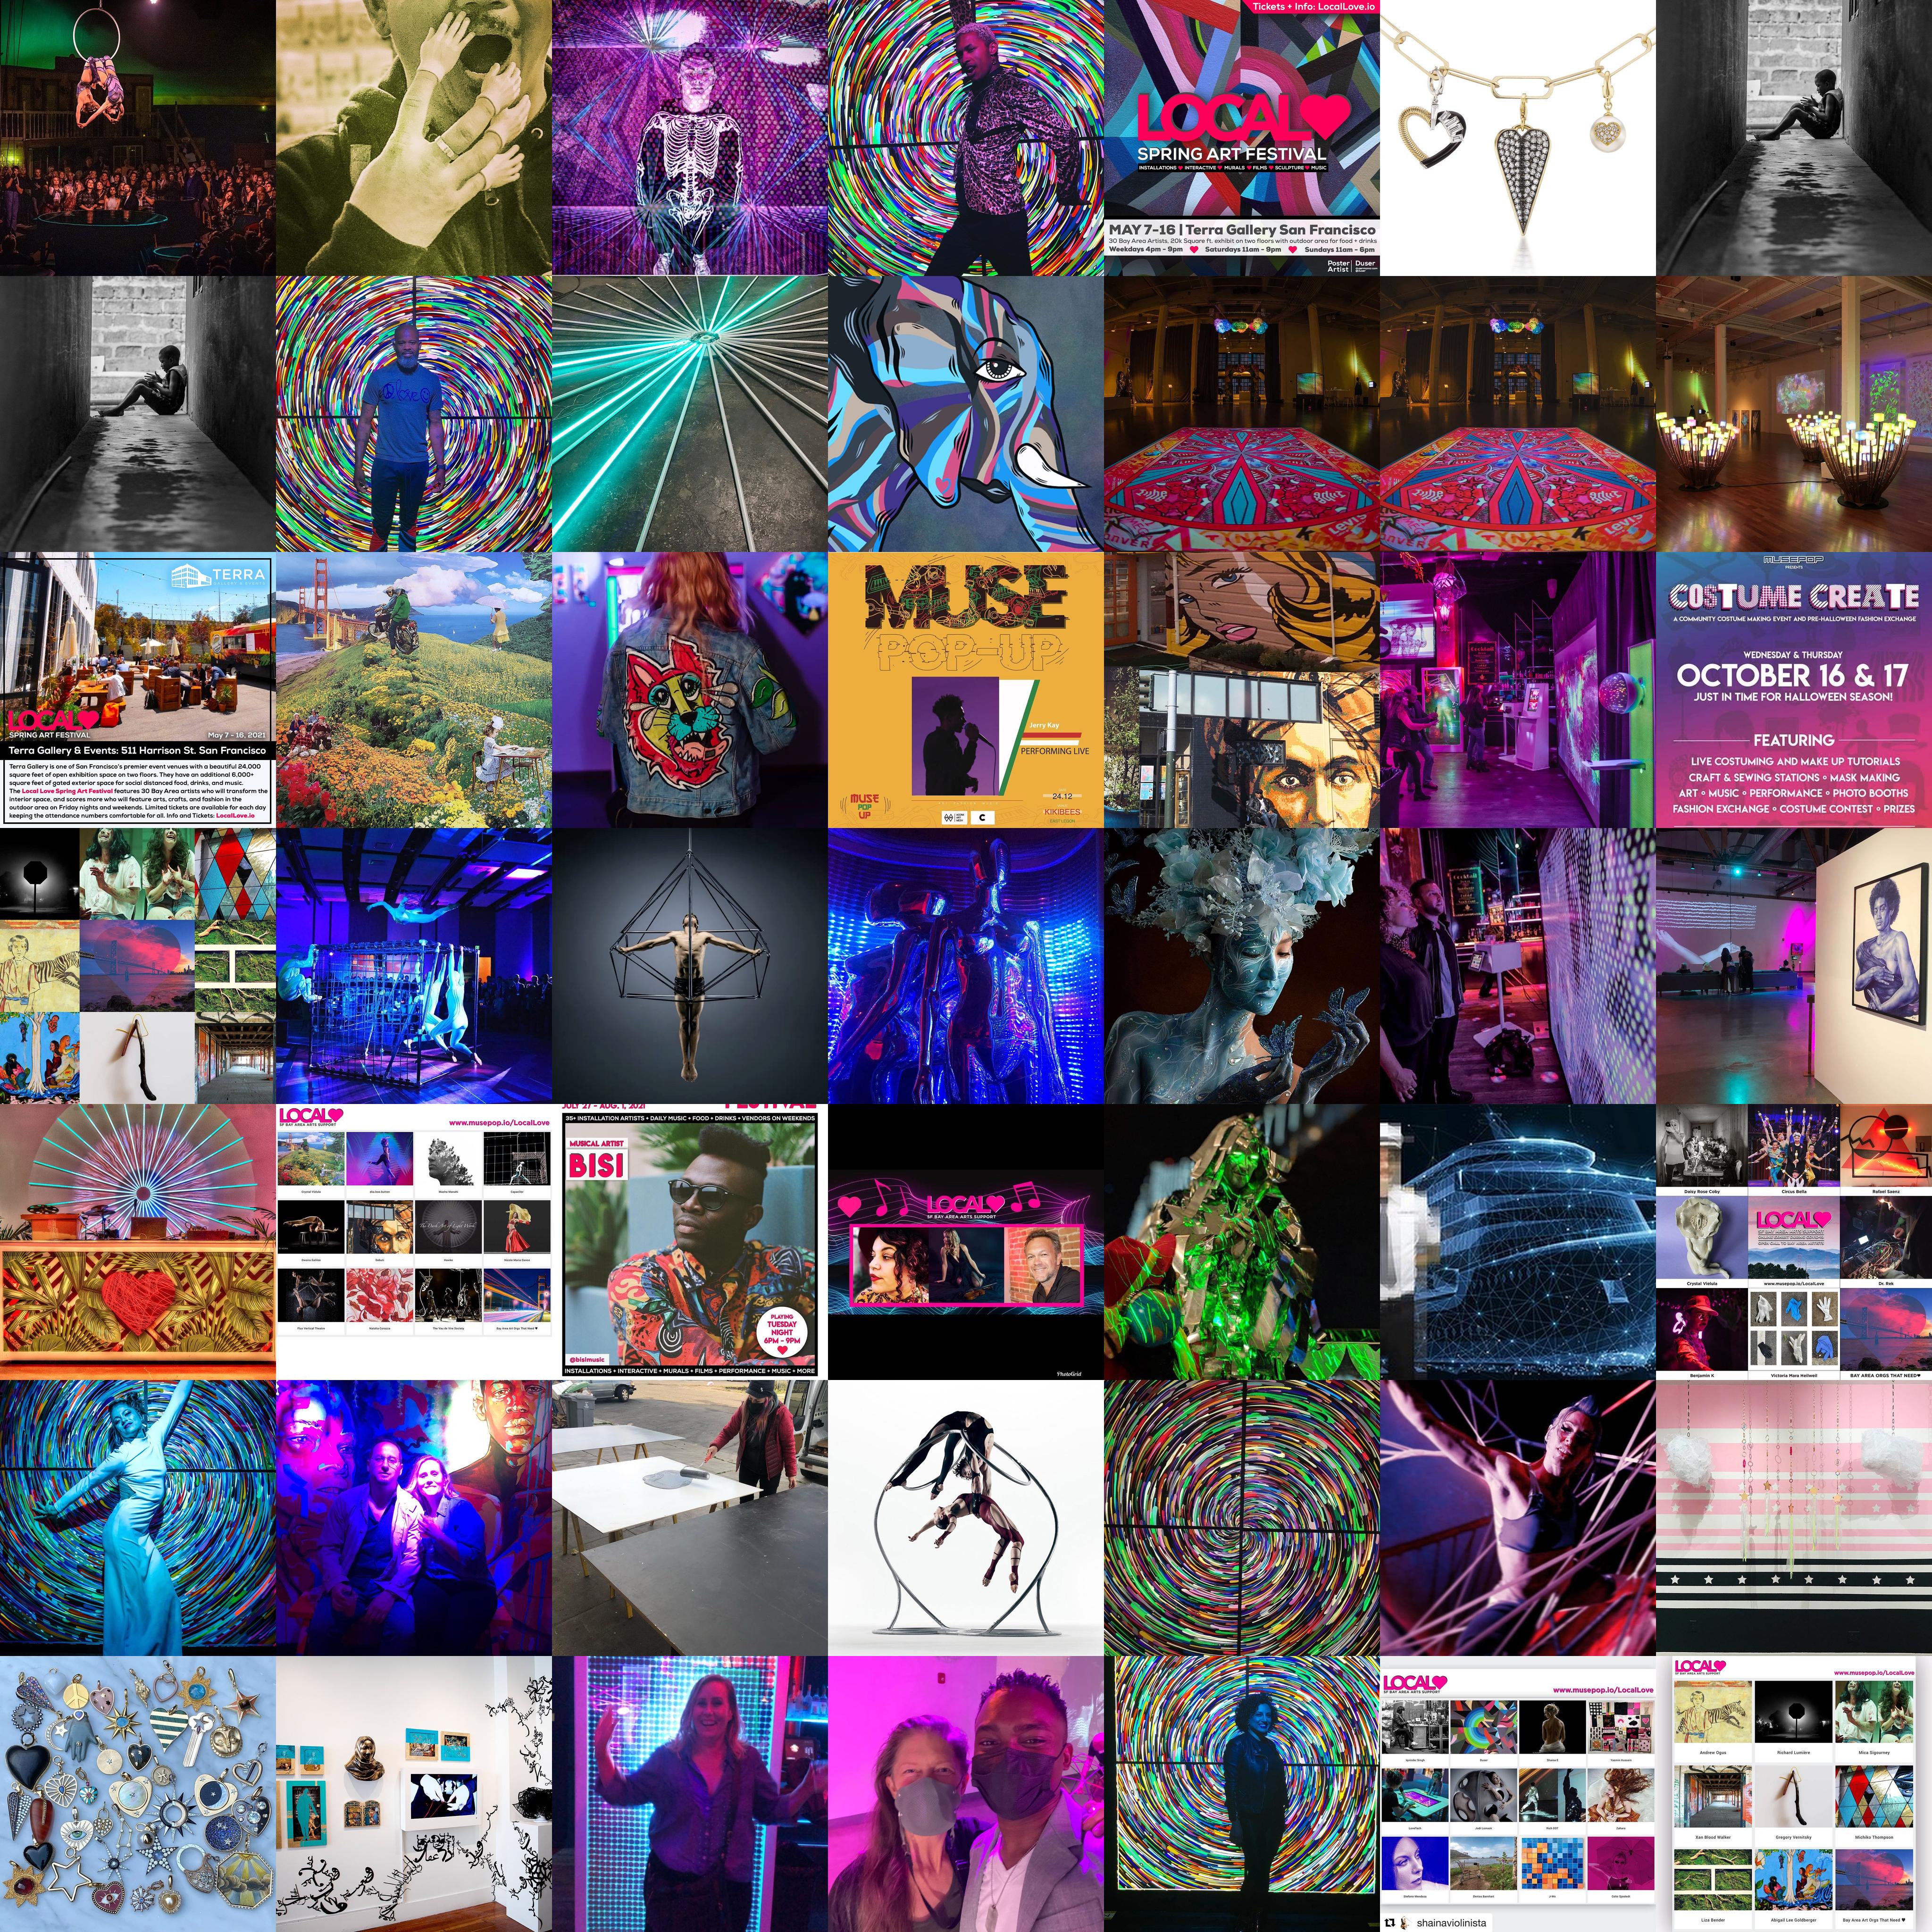 Tickets + Info: LocalLove.io
LOCAL
SPRING ART FESTIVAL
INSTALLATIONS ♥ INTERACTIVE ♥ MURALS ♥ FILMS ♥ SCULPTURE ♥ MUSIC
MAY 7-16 | Terra Gallery San Francisco
30 Bay Area Artists. 20k Square ft. exhibit on two floors with outdoor area for food + drinks
Weekdays 4pm - 9pm ♥ Saturdays 11am - 9pm ♥ Sundays 11am - 6pm
Poster Artist | Duser
TERRA
LOCAL
SPRING ART FESTIVAL
May 7 - 16, 2021
Terra Gallery & Events: 511 Harrison St. San Francisco
Terra Gallery is one of San Francisco's premier event venues with a beautiful 24,000
square feet of open exhibition space on two floors. They have an additional 6,000+
square feet of gated exterior space for social distanced food, drinks, and music.
The Local Love Spring Art Festival features 30 Bay Area artists who will transform the
interior space, and scores more who will feature arts, crafts, and fashion in the
outdoor area on Friday nights and weekends. Limited tickets are available for each day
keeping the attendance numbers comfortable for all. Info and Tickets: LocalLove.io
MUSE
POP-UP
Jerry Kay
PERFORMING LIVE
MUSE
POP
UP
24.12
KIKIBEES
MUSEPOP
PRESENTS
COSTUME CREATE
A COMMUNITY COSTUME MAKING EVENT AND PRE-HALLOWEEN FASHION EXCHANGE
WEDNESDAY & THURSDAY
OCTOBER 16 & 17
JUST IN TIME FOR HALLOWEEN SEASON!
FEATURING
LIVE COSTUMING AND MAKE UP TUTORIALS
CRAFT & SEWING STATIONS • MASK MAKING
ART • MUSIC • PERFORMANCE • PHOTO BOOTHS
FASHION EXCHANGE • COSTUME CONTEST • PRIZES
LOCAL
SF BAY AREA ARTS SUPPORT
www.musepop.io/LocalLove
JULY 27 - AUG. 1, 2021
FESTIVAL
35+ INSTALLATION ARTISTS + DAILY MUSIC + FOOD + DRINKS + VENDORS ON WEEKENDS
MUSICAL ARTIST
BISI
PLAYING
TUESDAY
NIGHT
6PM - 9PM
@bisimusic
INSTALLATIONS + INTERACTIVE + MURALS + FILMS + PERFORMANCE + MUSIC + MORE
LOCAL
SF BAY AREA ARTS SUPPORT
PhotoGrid
Daisy Rose Coby
Circus Bella
Rafael Saenz
LOCAL
Crystal Vielula
www.musepop.io/LocalLove
Dr. Rek
Benjamin K
Victoria Mara Heilweil
BAY AREA ORGS THAT NEED♥
LOCAL
SF BAY AREA ARTS SUPPORT
www.musepop.io/LocalLove
shainaviolinista
LOCAL
SF BAY AREA ARTS SUPPORT
www.musepop.io/LocalLove
Andrew Ogus
Richard Lumière
Mica Sigourney
Xan Blood Walker
Gregory Vernitsky
Michiko Thompson
Liza Bender
Abigail Lee Goldberger
Bay Area Art Orgs That Need ♥